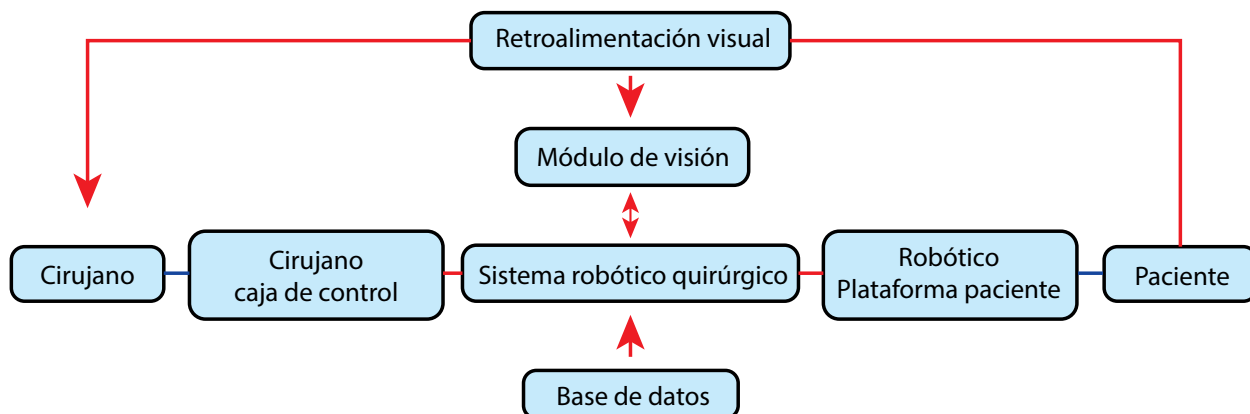 Retroalimentación visual
Módulo de visión
Cirujano
Cirujano
caja de control
Sistema robótico quirúrgico
Robótico
Plataforma paciente
Paciente
Base de datos